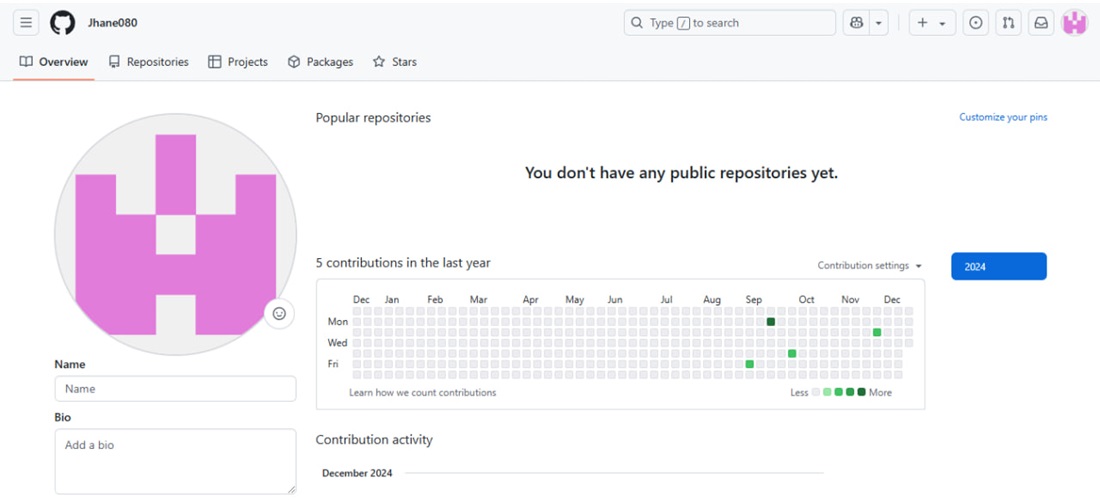 Jhane080
Type / to search
Overview
Repositories
Projects
Packages
Stars
Popular repositories
Customize your pins
You don't have any public repositories yet.
5 contributions in the last year
Contribution settings
2024
Dec Jan Feb Mar Apr May Jun Jul Aug Sep Oct Nov Dec
Mon
Wed
Fri
Learn how we count contributions
Less
More
Name
Name
Bio
Add a bio
Contribution activity
December 2024